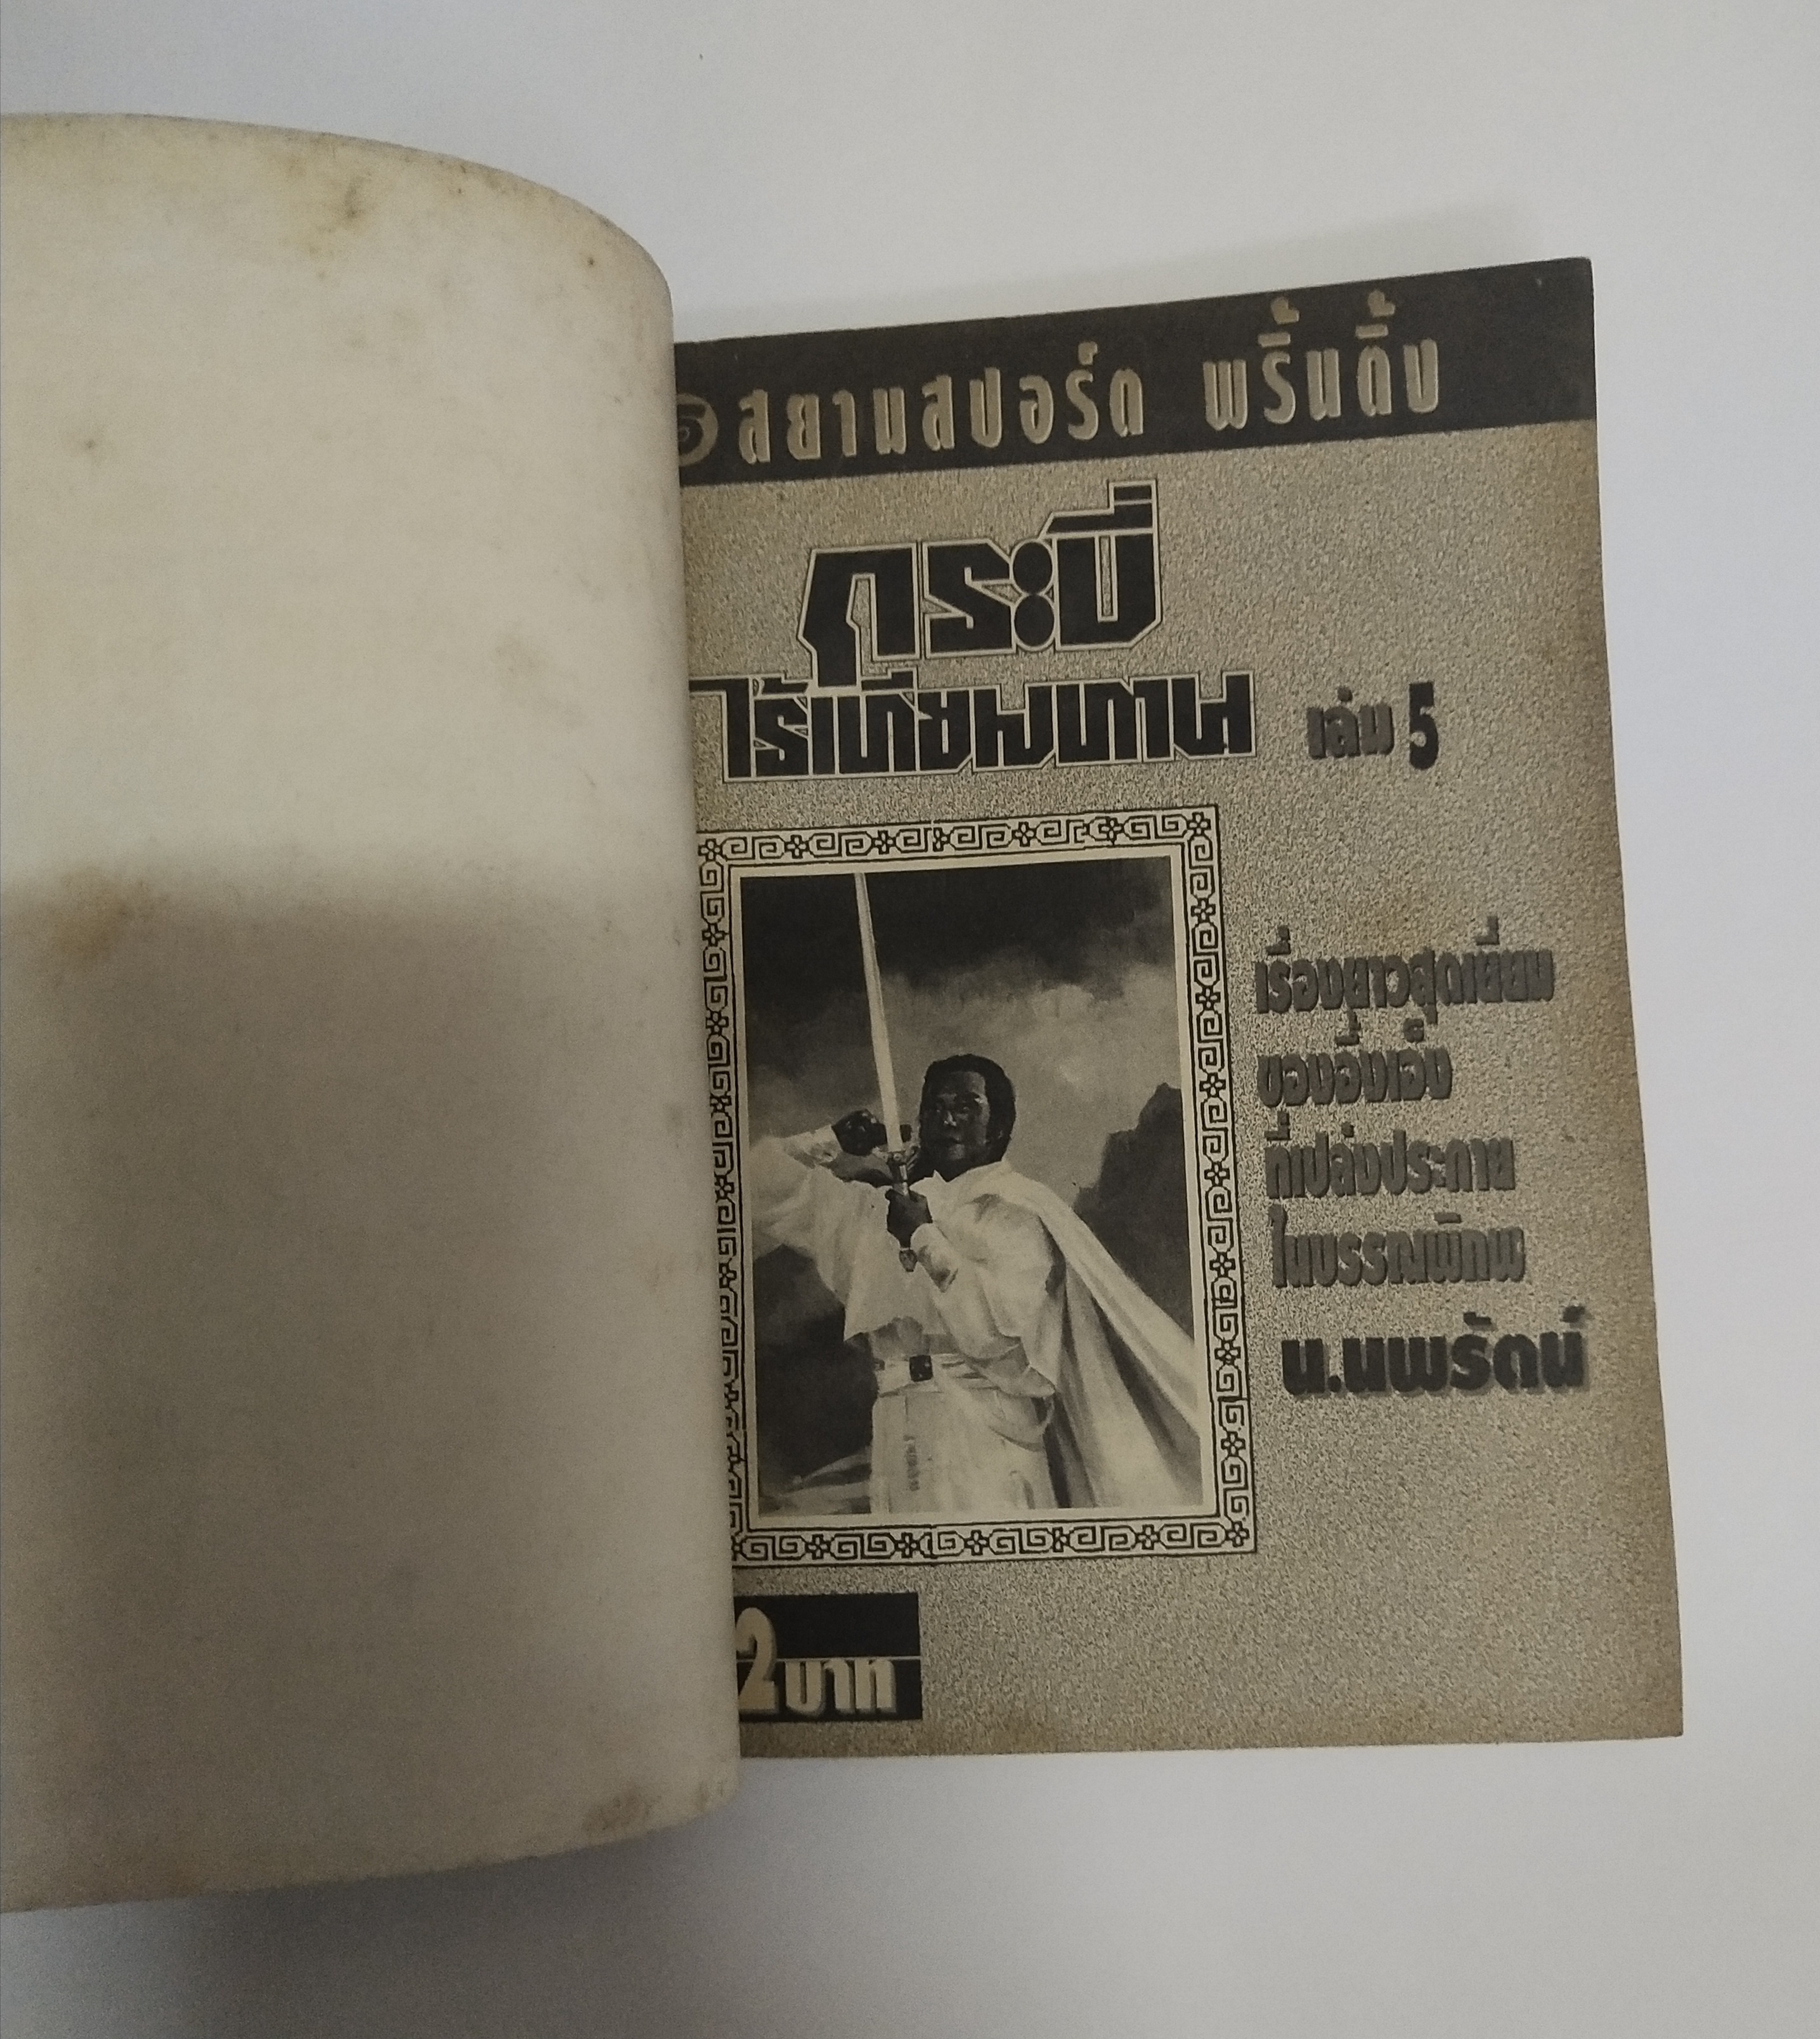 สยามสปอร์ต พริ้นติ้ง
กระบี่
ไร้เทียมทาน
เล่ม 5
เรื่องยาวสุดเยี่ยม
ของอึ้งเอ็ง
ที่เปล่งประกาย
ในบรรณพิภพ
น.นพรัตน์
2บาท